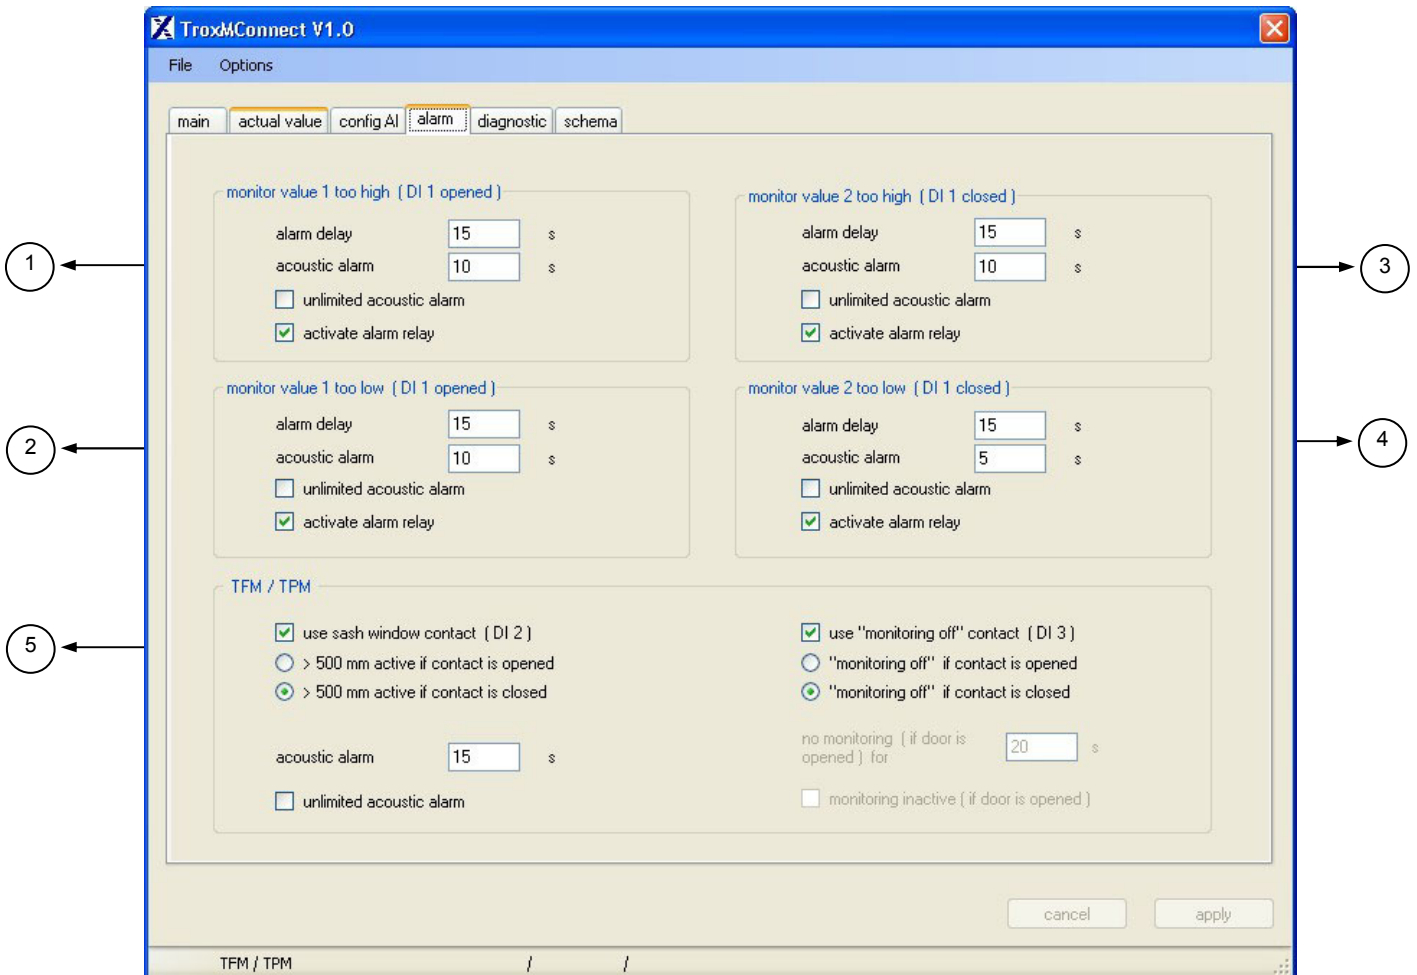 TroxMConnect V1.0
File Options
main actual value config AI alarm diagnostic schema
monitor value 1 too high ( DI 1 opened )
alarm delay 15 s
acoustic alarm 10 s
unlimited acoustic alarm
activate alarm relay
1
monitor value 2 too high ( DI 1 closed )
alarm delay 15 s
acoustic alarm 10 s
unlimited acoustic alarm
activate alarm relay
3
monitor value 1 too low ( DI 1 opened )
alarm delay 15 s
acoustic alarm 10 s
unlimited acoustic alarm
activate alarm relay
2
monitor value 2 too low ( DI 1 closed )
alarm delay 15 s
acoustic alarm 5 s
unlimited acoustic alarm
activate alarm relay
4
TFM / TPM
use sash window contact ( DI 2 )
> 500 mm active if contact is opened
> 500 mm active if contact is closed
acoustic alarm 15 s
unlimited acoustic alarm
5
use "monitoring off" contact ( DI 3 )
"monitoring off" if contact is opened
"monitoring off" if contact is closed
no monitoring ( if door is
opened ) for 20 s
monitoring inactive ( if door is opened )
cancel apply
TFM / TPM / /